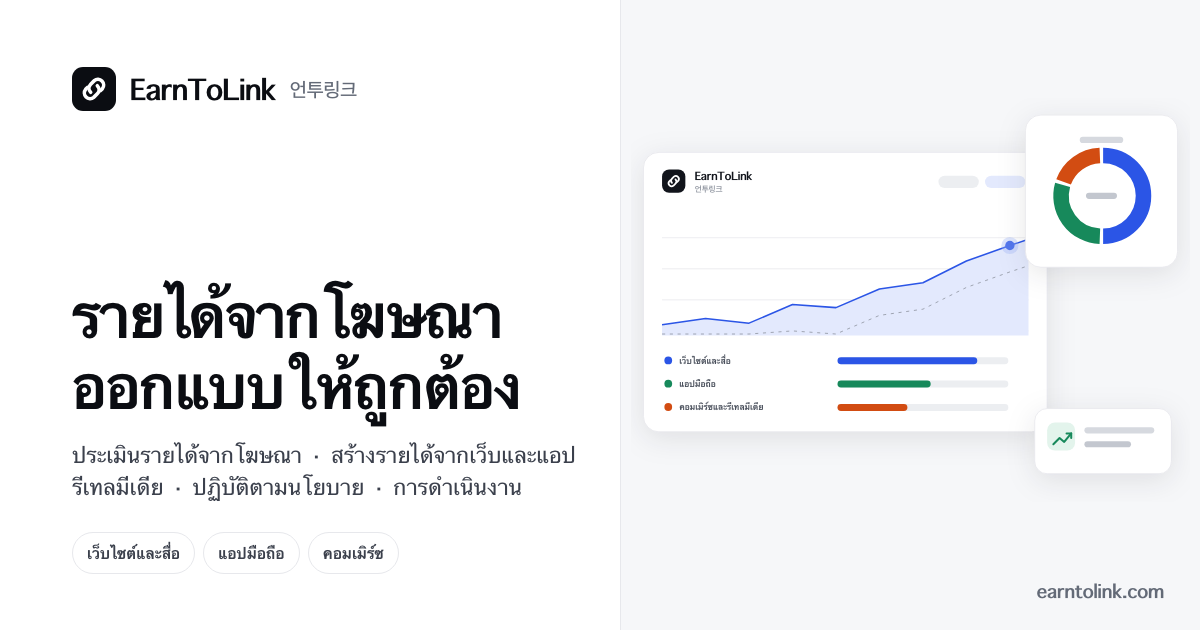 EarnToLink 언투링크
รายได้จากโฆษณา
ออกแบบให้ถูกต้อง
ประเมินรายได้จากโฆษณา · สร้างรายได้จากเว็บและแอป
รีเทลมีเดีย · ปฏิบัติตามนโยบาย · การดำเนินงาน
เว็บไซต์และสื่อ แอปมือถือ คอมเมิร์ซ
EarnToLink
언투링크
เว็บไซต์และสื่อ
แอปมือถือ
คอมเมิร์ซและรีเทลมีเดีย
earntolink.com